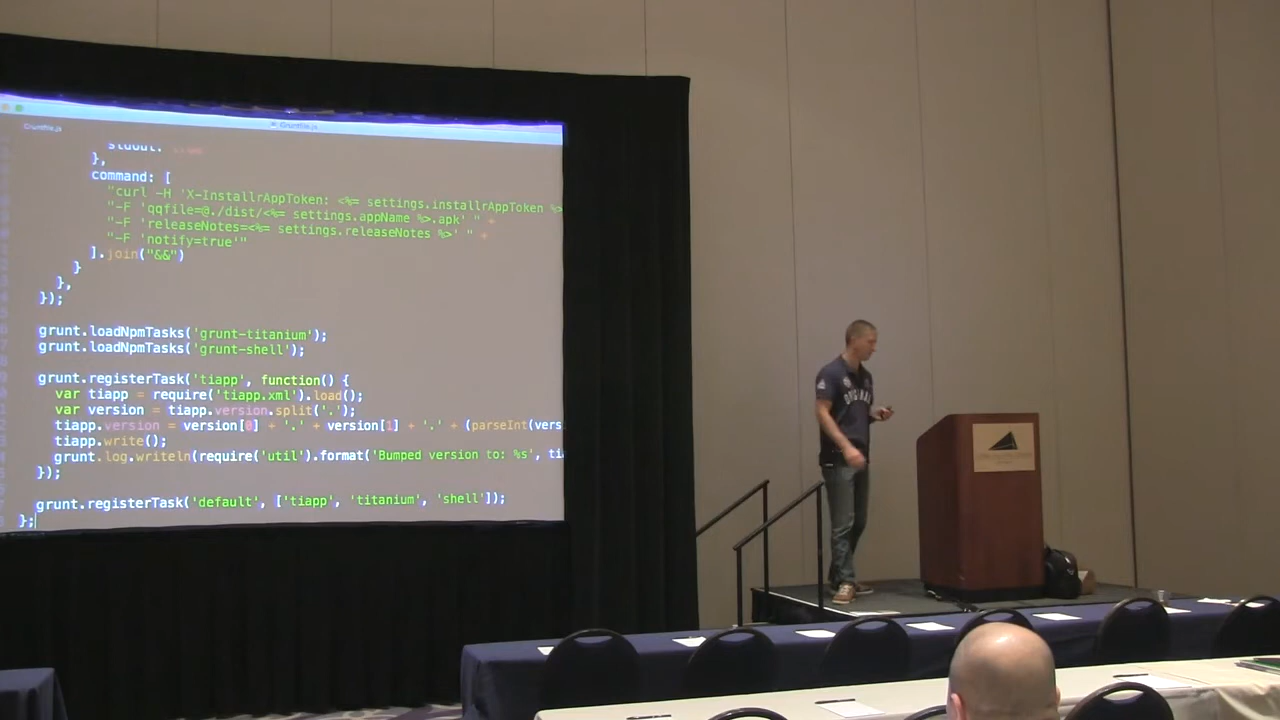 Gruntfile.js
Gruntfile.js
stdout: true
},
command: [
"curl -H 'X-InstallrAppToken: <%= settings.installrAppToken %>
"-F 'qqfile=@./dist/<%= settings.appName %>.apk' " +
"-F 'releaseNotes=<%= settings.releaseNotes %>' " +
"-F 'notify=true'"
].join("&&")
}
},
});
grunt.loadNpmTasks('grunt-titanium');
grunt.loadNpmTasks('grunt-shell');
grunt.registerTask('tiapp', function() {
var tiapp = require('tiapp.xml').load();
var version = tiapp.version.split('.');
tiapp.version = version[0] + '.' + version[1] + '.' + (parseInt(vers
tiapp.write();
grunt.log.writeln(require('util').format('Bumped version to: %s', ti
});
grunt.registerTask('default', ['tiapp', 'titanium', 'shell']);
};